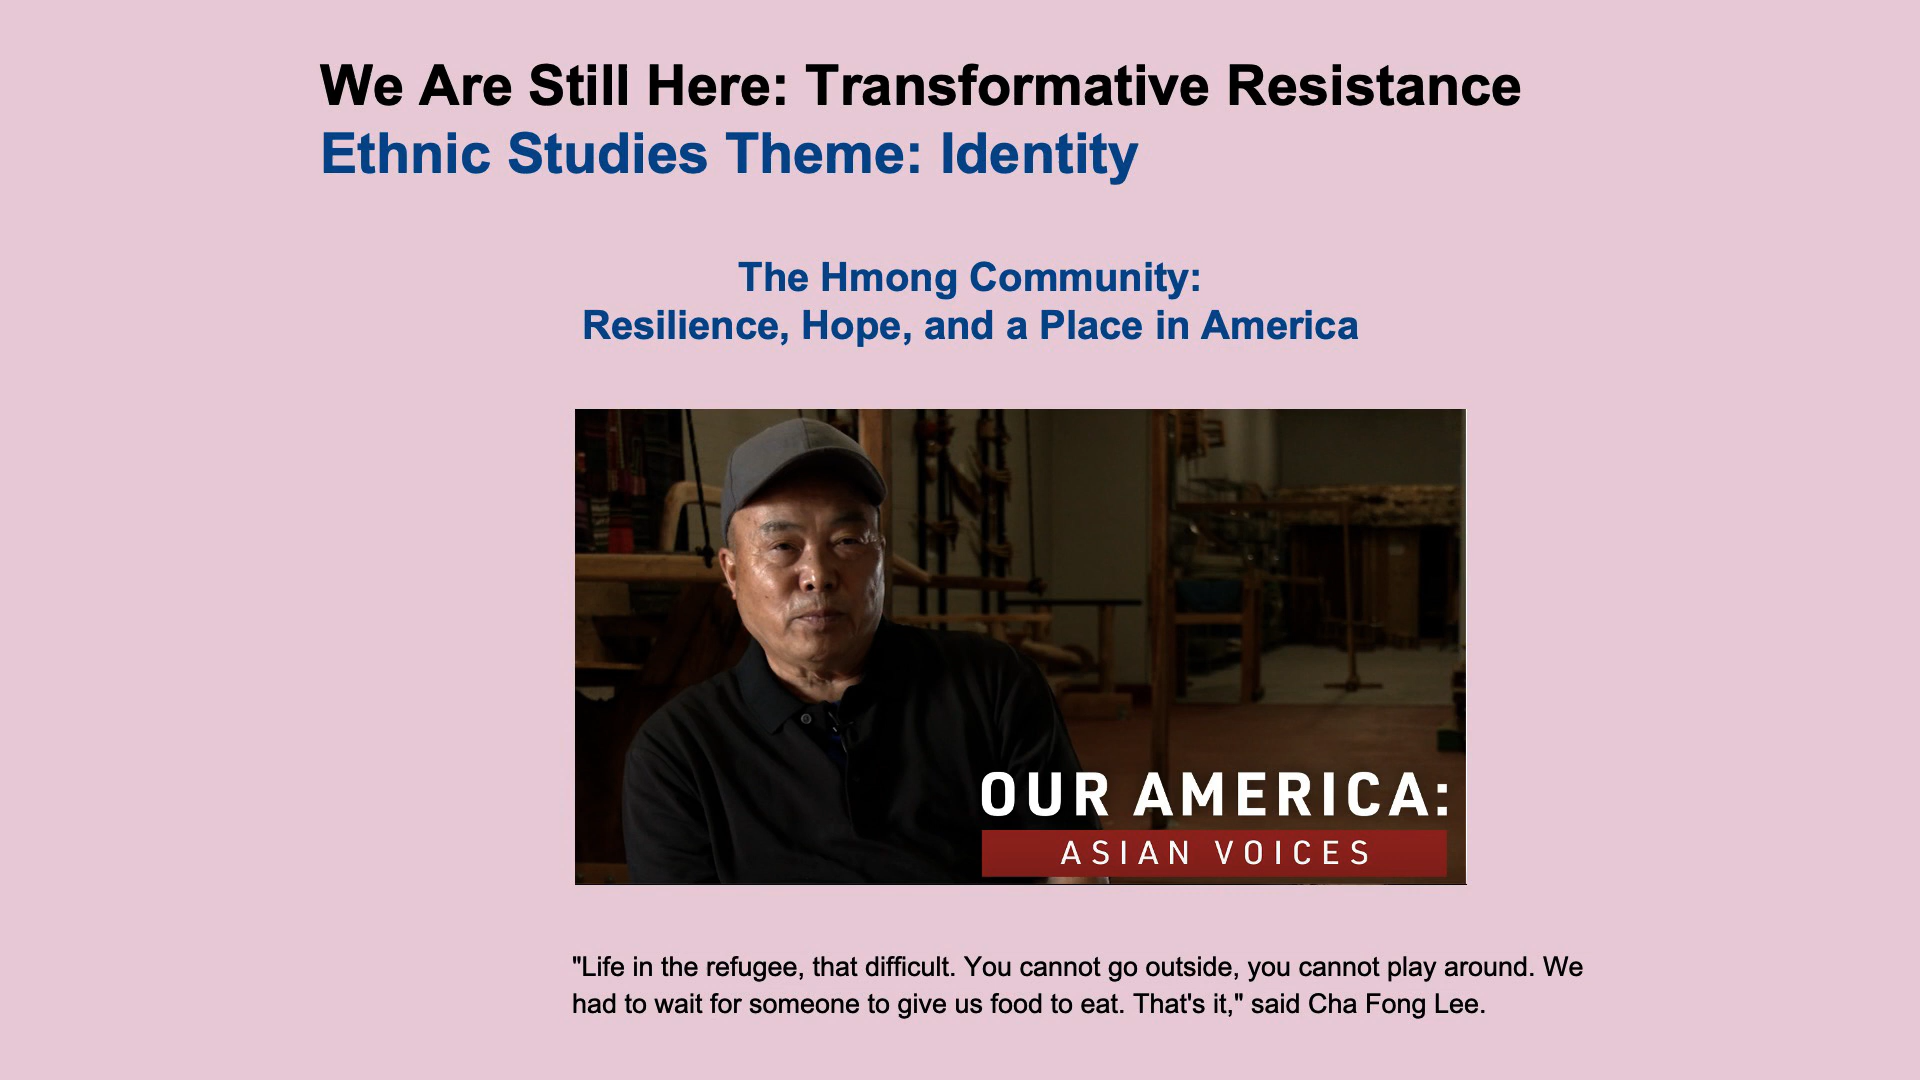 We Are Still Here: Transformative Resistance
Ethnic Studies Theme: Identity
The Hmong Community:
Resilience, Hope, and a Place in America
OUR AMERICA:
ASIAN VOICES
"Life in the refugee, that difficult. You cannot go outside, you cannot play around. We
had to wait for someone to give us food to eat. That's it," said Cha Fong Lee.